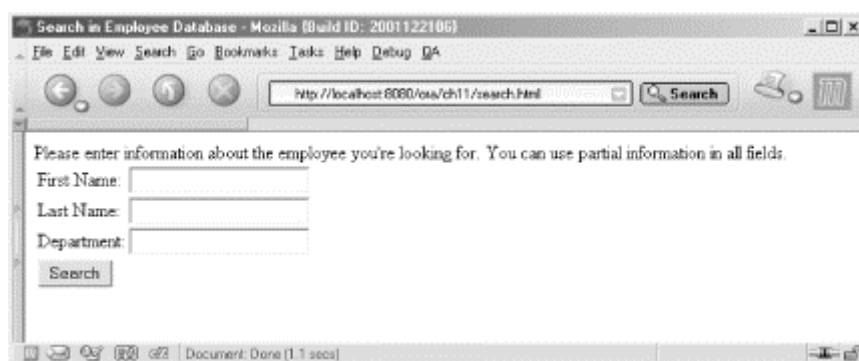 Search in Employee Database - Mozilla {Build ID: 2001122106}
File Edit View Search Go Bookmarks Tasks Help Debug QA
http://localhost:8080/ora/ch11/search.html Search
Please enter information about the employee you're looking for. You can use partial information in all fields.
First Name:
Last Name:
Department:
Search
Document: Done (1.1 secs)